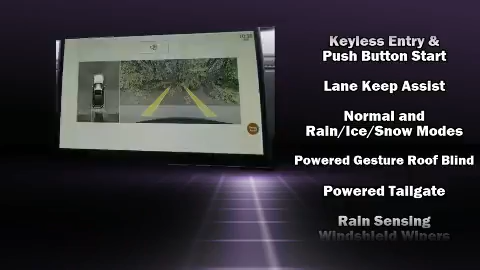 Keyless Entry &
Push Button Start
Lane Keep Assist
Normal and
Rain/Ice/Snow Modes
Powered Gesture Roof Blind
Powered Tailgate
Rain Sensing
Windshield Wipers